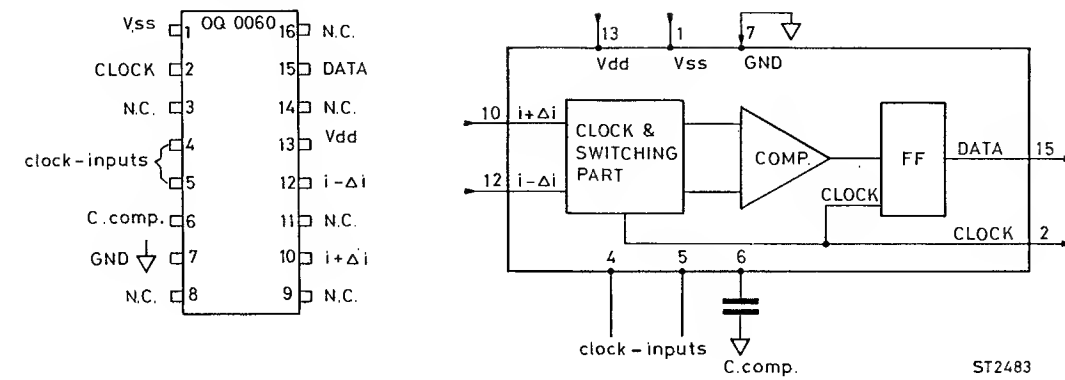 OQ 0060
Vss 1
CLOCK 2
N.C. 3
4
clock-inputs
5
C.comp. 6
GND 7
N.C. 8
16 N.C.
15 DATA
14 N.C.
13 Vdd
12 i-Δi
11 N.C.
10 i+Δi
9 N.C.
13 1 7
Vdd Vss GND
10 i+Δi
12 i-Δi
CLOCK &
SWITCHING
PART
COMP.
FF
DATA 15
CLOCK
CLOCK 2
4 5 6
clock-inputs
C.comp.
ST2483